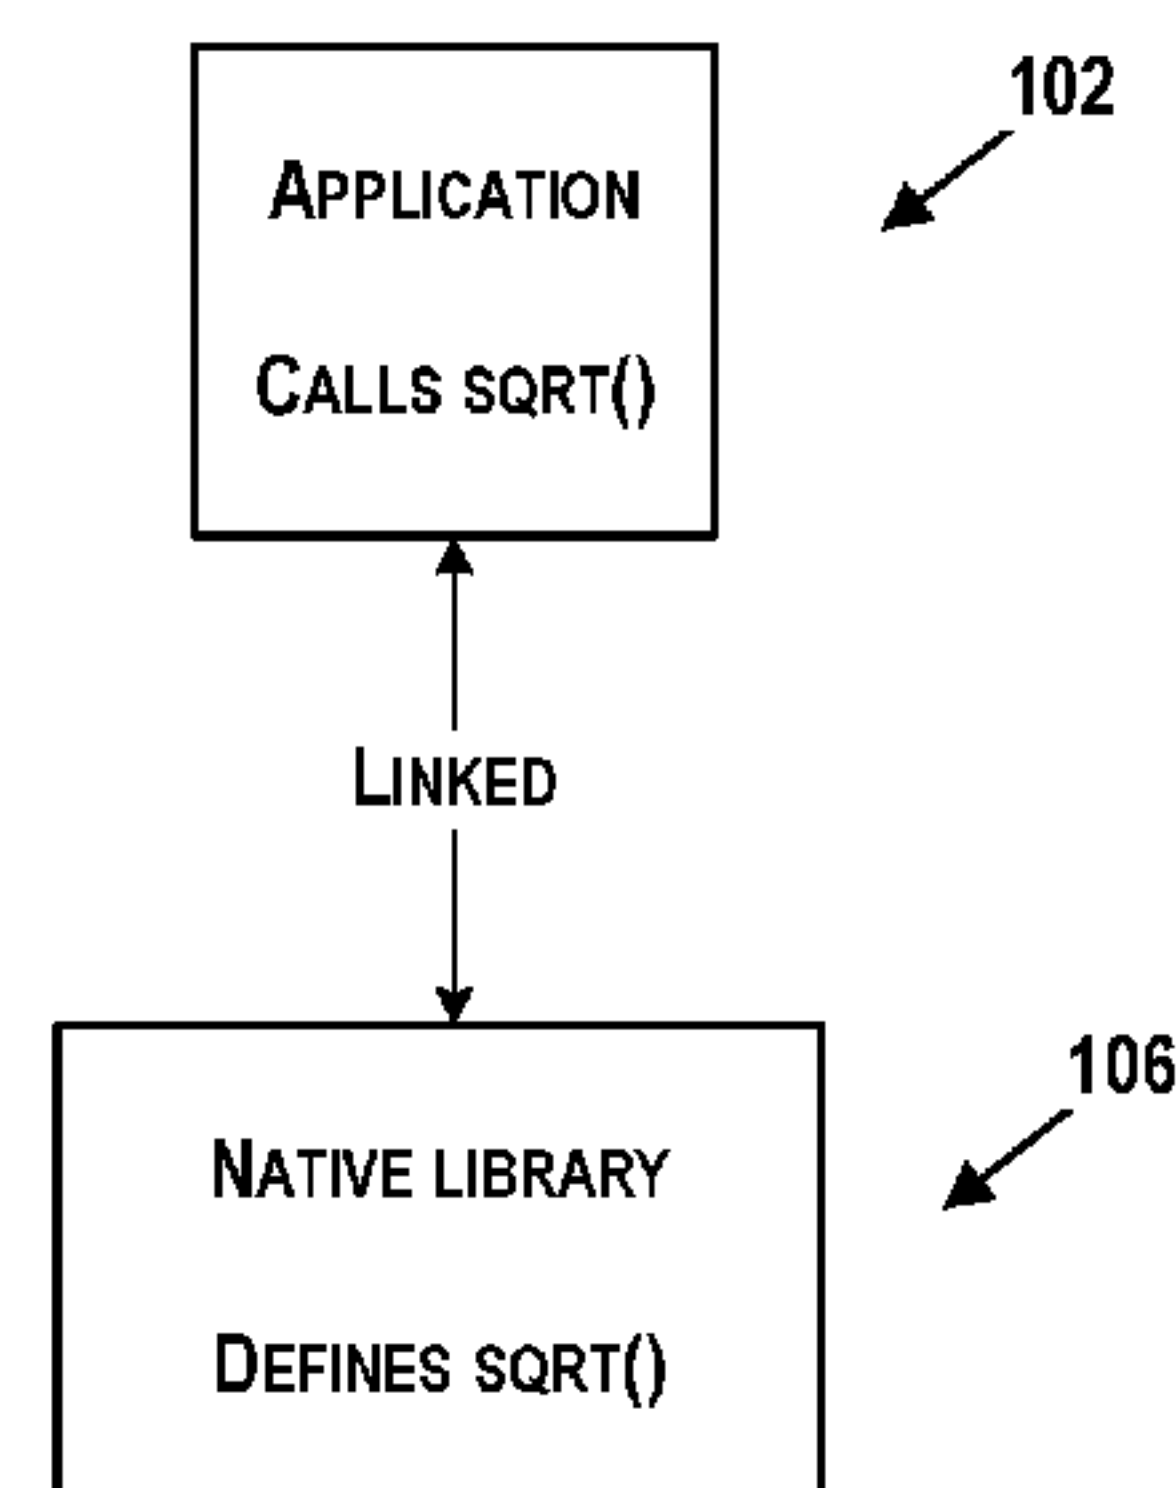 102
APPLICATION
CALLS SQRT()
LINKED
106
NATIVE LIBRARY
DEFINES SQRT()